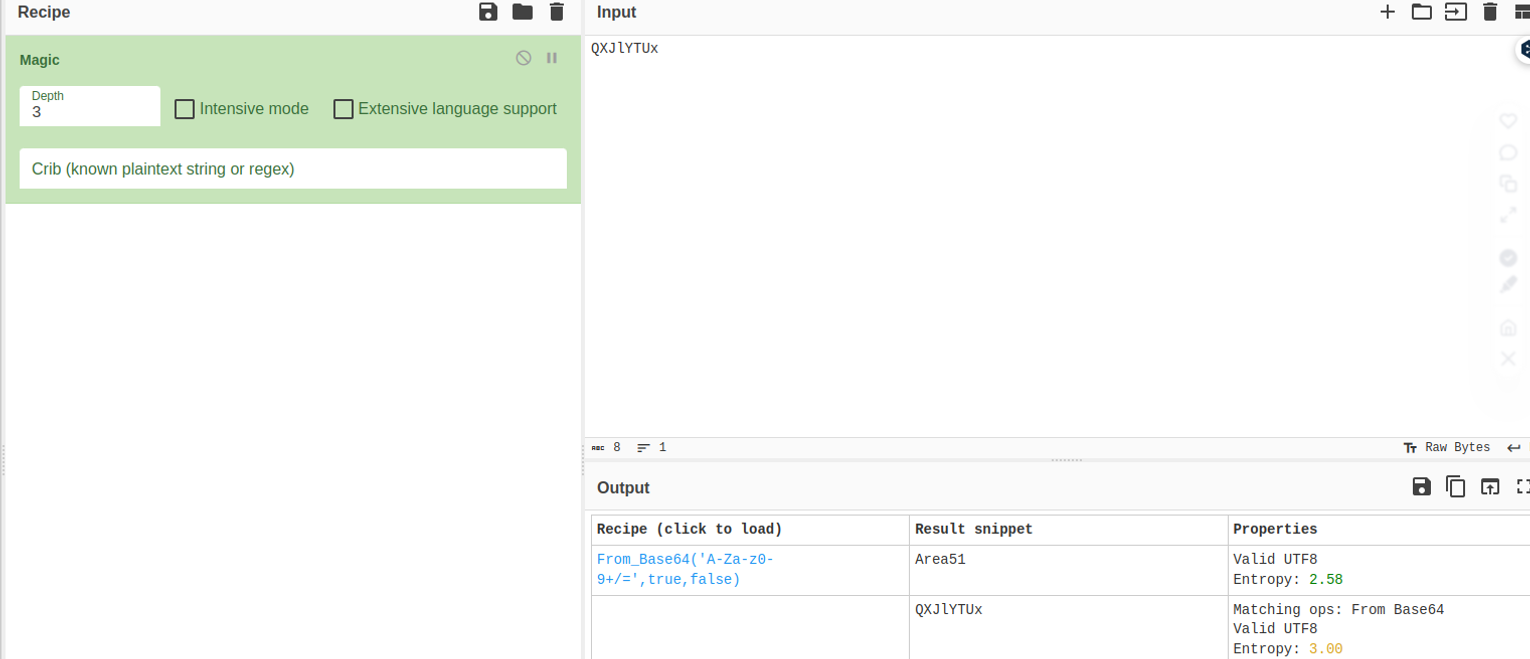 Recipe
Magic
Depth
3
Intensive mode
Extensive language support
Crib (known plaintext string or regex)
Input
QXJlYTUx
ABC 8 1
Raw Bytes
Output
Recipe (click to load) Result snippet Properties
From_Base64('A-Za-z0-
9+/=',true,false)
Area51
Valid UTF8
Entropy: 2.58
QXJlYTUx
Matching ops: From Base64
Valid UTF8
Entropy: 3.00